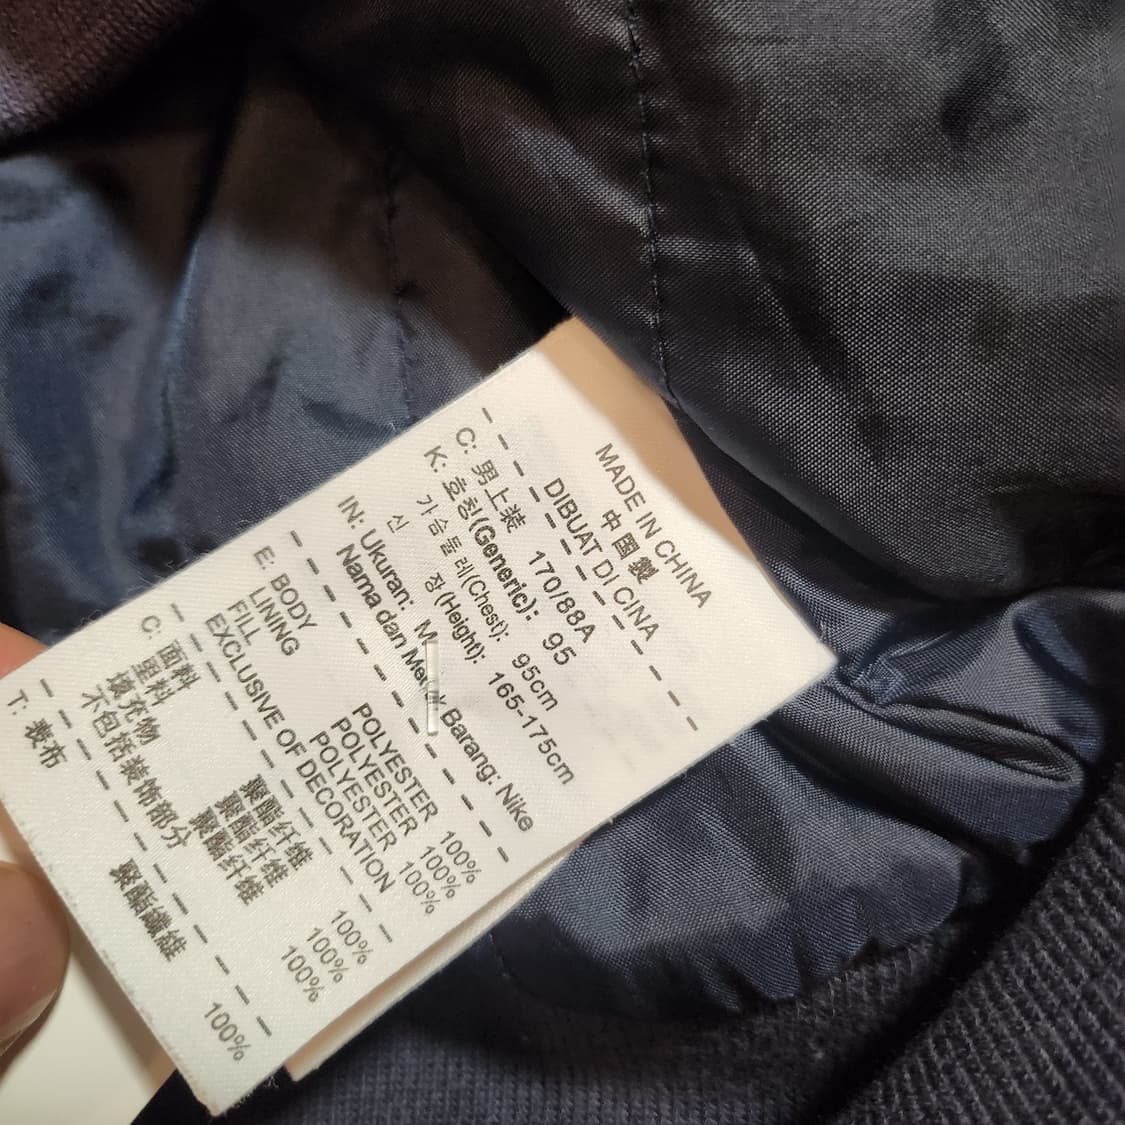 MADE IN CHINA
中国製
DIBUAT DI CINA
C: 男上装 170/88A
K: 호칭(Generic): 95
가슴둘레(Chest): 95cm
신 장(Height): 165-175cm
IN: Ukuran: M
Nama dan Merek Barang: Nike
E: BODY POLYESTER 100%
LINING POLYESTER 100%
FILL POLYESTER 100%
EXCLUSIVE OF DECORATION
C: 面料 聚酯纤维 100%
里料 聚酯纤维 100%
填充物 聚酯纤维 100%
不包括装饰部分
T: 表布 聚酯纖維 100%